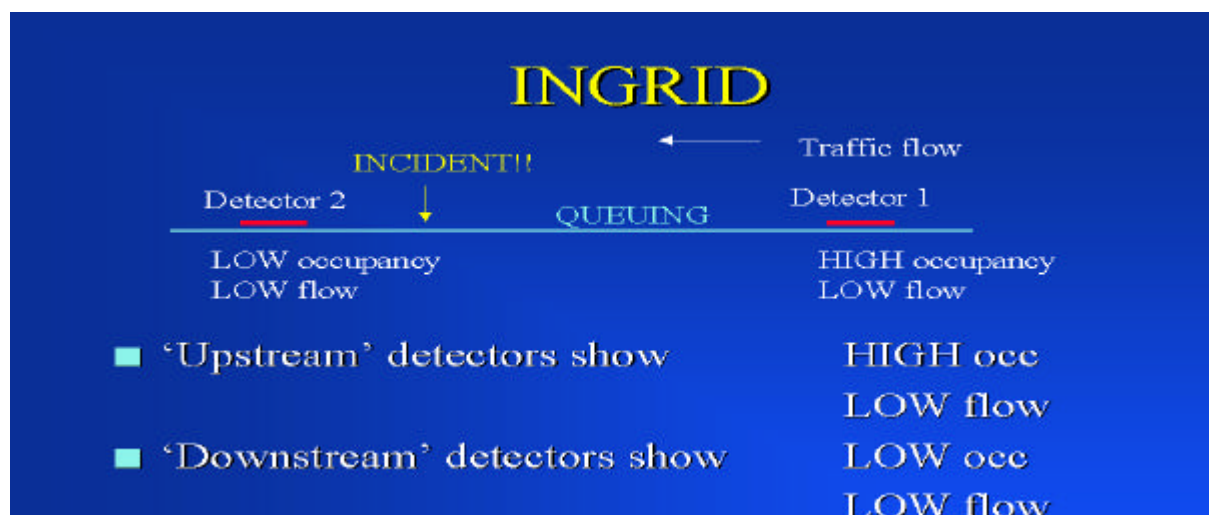 INGRID
Traffic flow
INCIDENT!!
Detector 2
Detector 1
QUEUING
LOW occupancy
LOW flow
HIGH occupancy
LOW flow
‘Upstream’ detectors show HIGH occ
LOW flow
‘Downstream’ detectors show LOW occ
LOW flow